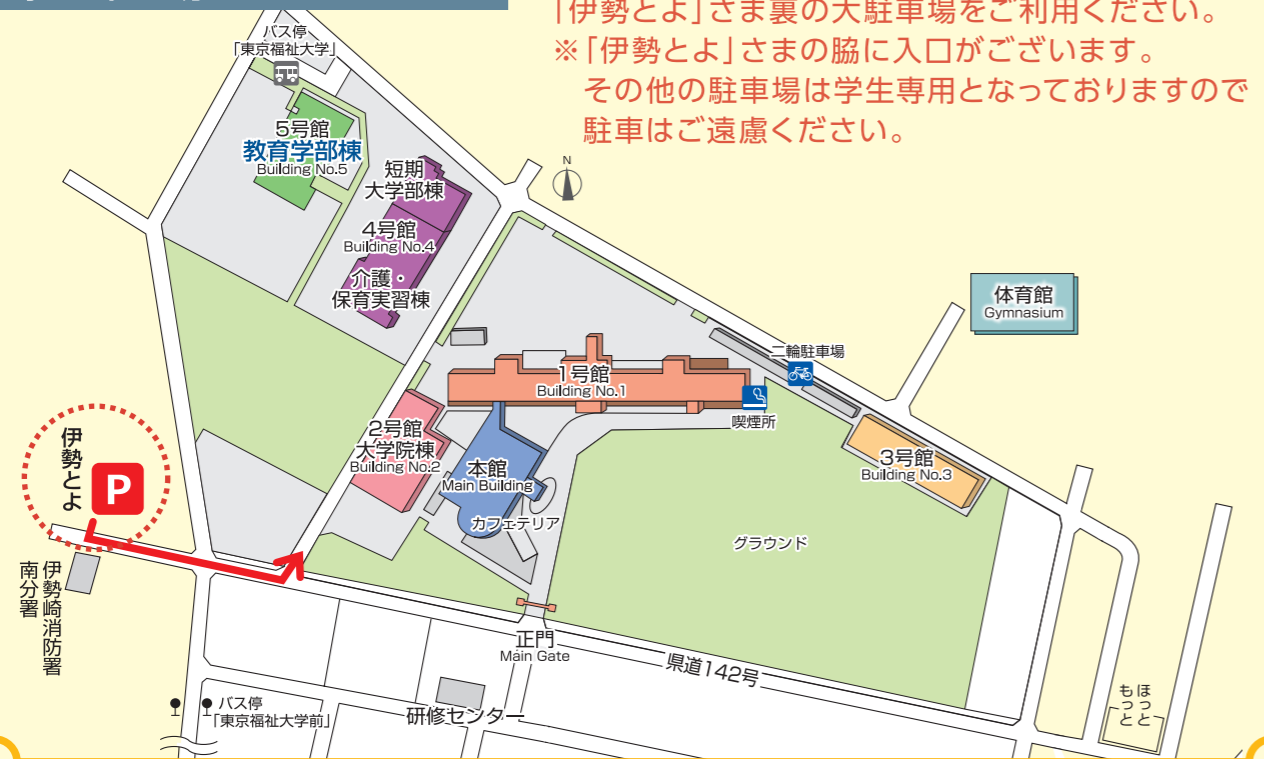 「伊勢とよ」さま裏の大駐車場をご利用ください。
※「伊勢とよ」さまの脇に入口がございます。
その他の駐車場は学生専用となっておりますので
駐車はご遠慮ください。
バス停
「東京福祉大学」
5号館
教育学部棟
Building No.5
短期
大学部棟
4号館
Building No.4
介護・
保育実習棟
N
体育館
Gymnasium
二輪駐車場
1号館
Building No.1
喫煙所
2号館
大学院棟
Building No.2
本館
Main Building
カフェテリア
3号館
Building No.3
グラウンド
伊勢とよ
P
伊勢崎消防署
南分署
正門
Main Gate
県道142号
バス停
「東京福祉大学前」
研修センター
ほっと
もっと